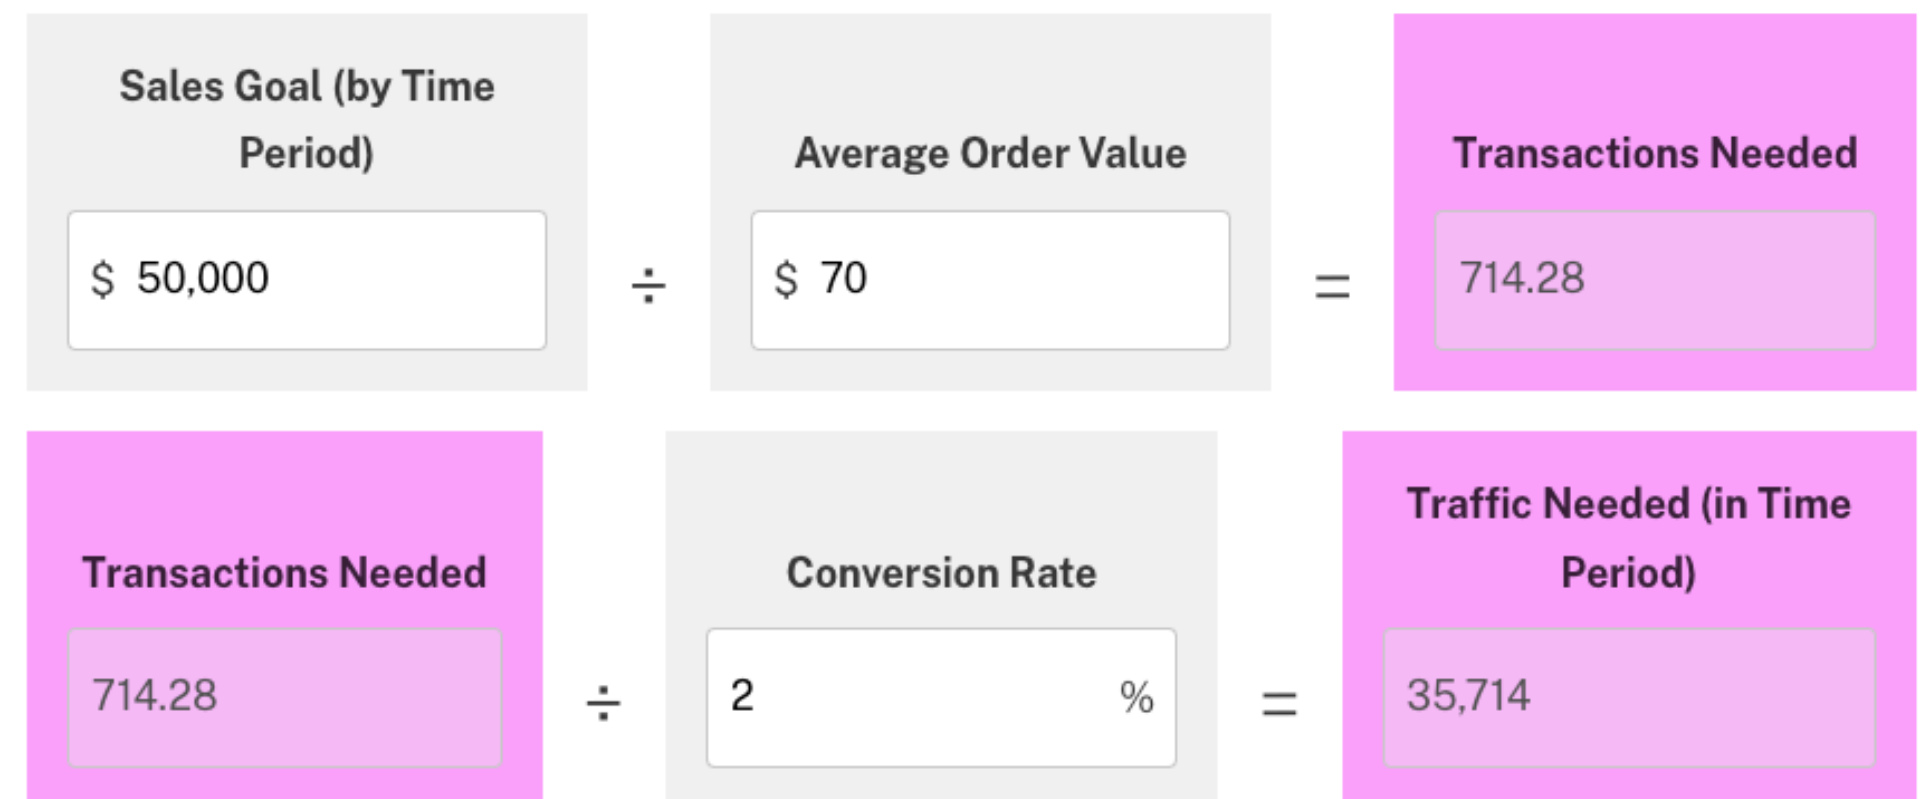 Sales Goal (by Time
Period)
Average Order Value
Transactions Needed
$ 50,000
÷
$ 70
=
714.28
Transactions Needed
Conversion Rate
Traffic Needed (in Time
Period)
714.28
÷
2 %
=
35,714